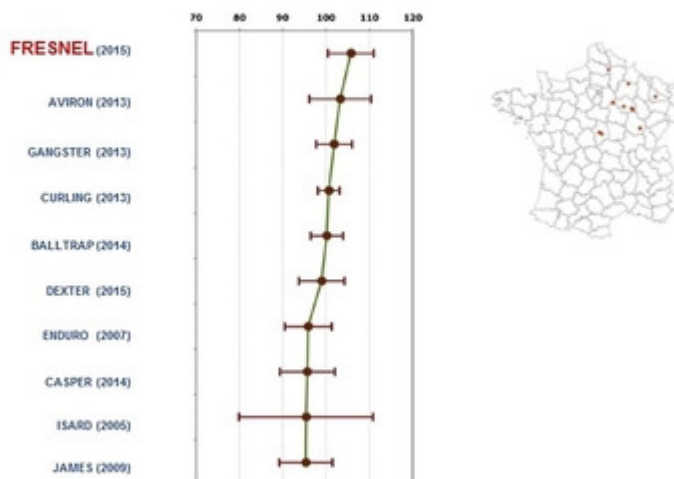 70 80 90 100 110 120
FRESNEL (2015)
AVIRON (2013)
GANGSTER (2013)
CURLING (2013)
BALLTRAP (2014)
DEXTER (2015)
ENDURO (2007)
CASPER (2014)
ISARD (2005)
JAMES (2009)